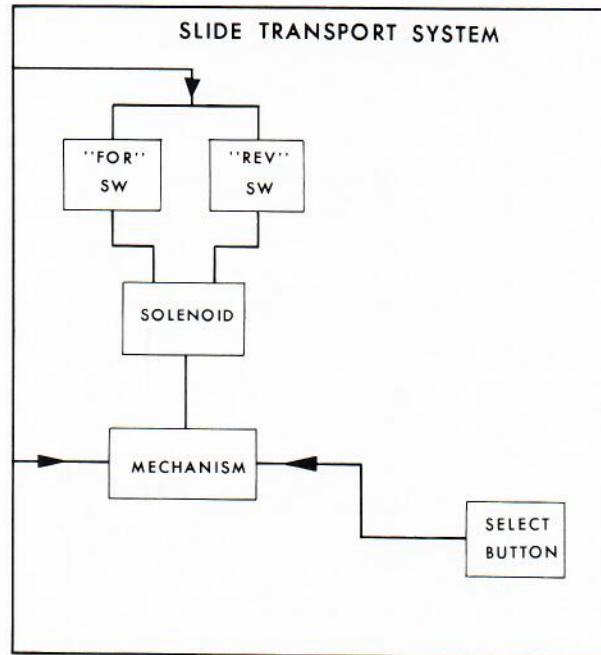 SLIDE TRANSPORT SYSTEM
"FOR"
SW
"REV"
SW
SOLENOID
MECHANISM
SELECT
BUTTON